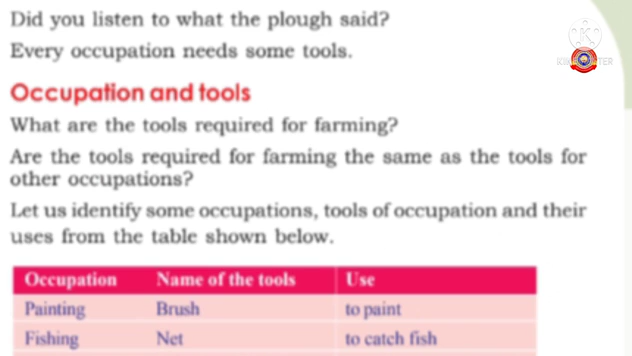 Did you listen to what the plough said?
Every occupation needs some tools.
Occupation and tools
What are the tools required for farming?
Are the tools required for farming the same as the tools for
other occupations?
Let us identify some occupations, tools of occupation and their
uses from the table shown below.
Occupation Name of the tools Use
Painting Brush to paint
Fishing Net to catch fish